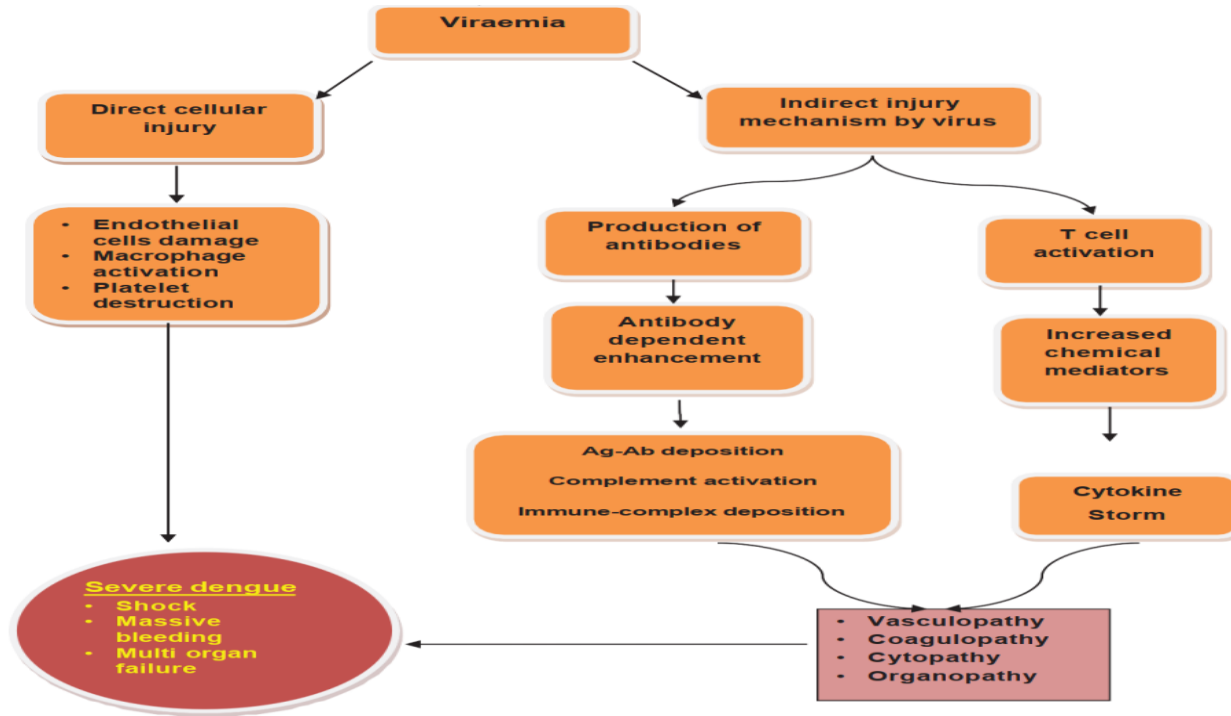 Viraemia
Direct cellular
injury
Indirect injury
mechanism by virus
• Endothelial
cells damage
• Macrophage
activation
• Platelet
destruction
Production of
antibodies
T cell
activation
Antibody
dependent
enhancement
Increased
chemical
mediators
Ag-Ab deposition
Complement activation
Immune-complex deposition
Cytokine
Storm
Severe dengue
• Shock
• Massive
bleeding
• Multi organ
failure
• Vasculopathy
• Coagulopathy
• Cytopathy
• Organopathy